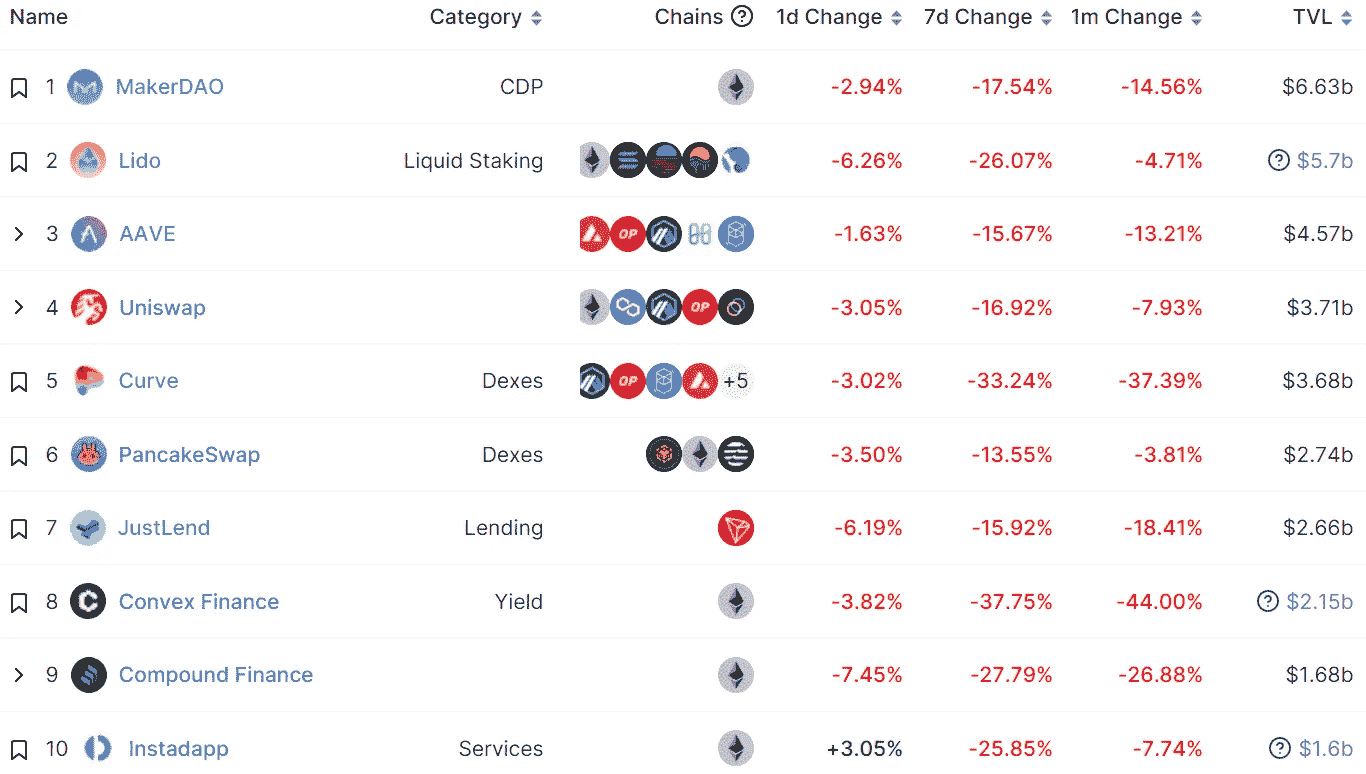 Name Category Chains ? 1d Change 7d Change 1m Change TVL
1 MakerDAO CDP -2.94% -17.54% -14.56% $6.63b
2 Lido Liquid Staking -6.26% -26.07% -4.71% ? $5.7b
3 AAVE OP -1.63% -15.67% -13.21% $4.57b
4 Uniswap OP -3.05% -16.92% -7.93% $3.71b
5 Curve Dexes OP +5 -3.02% -33.24% -37.39% $3.68b
6 PancakeSwap Dexes -3.50% -13.55% -3.81% $2.74b
7 JustLend Lending -6.19% -15.92% -18.41% $2.66b
8 Convex Finance Yield -3.82% -37.75% -44.00% ? $2.15b
9 Compound Finance -7.45% -27.79% -26.88% $1.68b
10 Instadapp Services +3.05% -25.85% -7.74% ? $1.6b